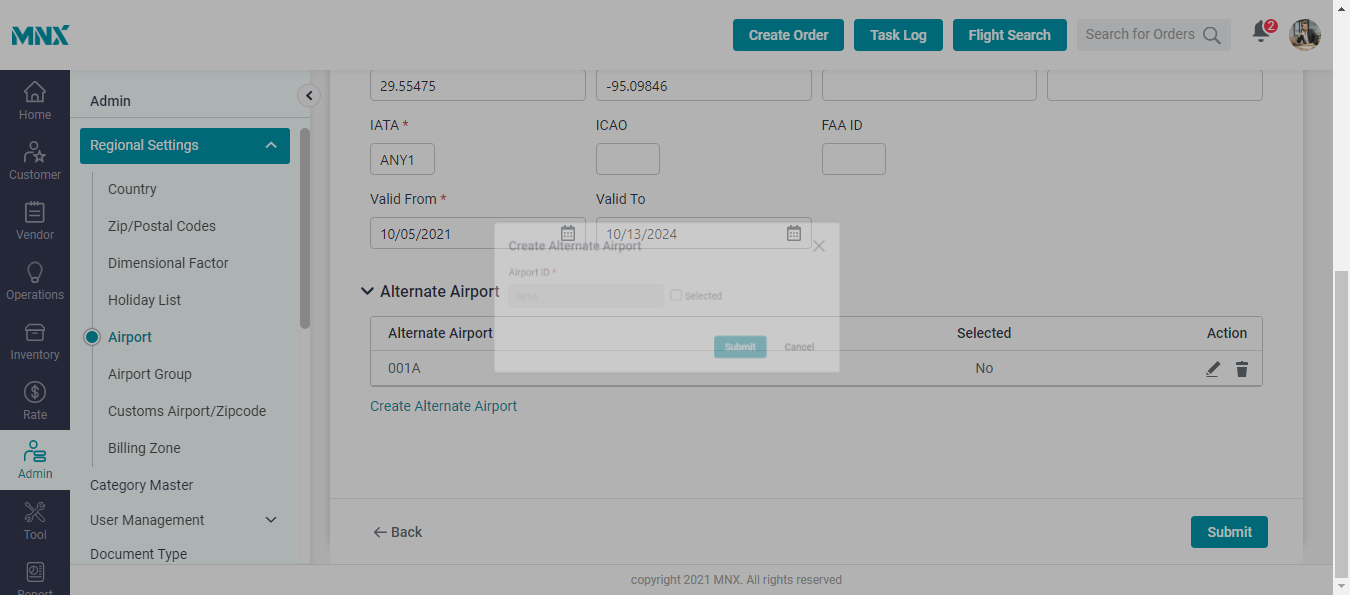 MNX
Create Order
Task Log
Flight Search
Search for Orders
2
Home
Customer
Vendor
Operations
Inventory
Rate
Admin
Tool
Report
Admin
Regional Settings
Country
Zip/Postal Codes
Dimensional Factor
Holiday List
Airport
Airport Group
Customs Airport/Zipcode
Billing Zone
Category Master
User Management
Document Type
29.55475
-95.09846
IATA *
ICAO
FAA ID
ANY1
Valid From *
Valid To
10/05/2021
10/13/2024
Create Alternate Airport
Airport ID *
001A
Selected
Submit
Cancel
Alternate Airport
Alternate Airport
Selected
Action
001A
No
Create Alternate Airport
Back
Submit
copyright 2021 MNX. All rights reserved